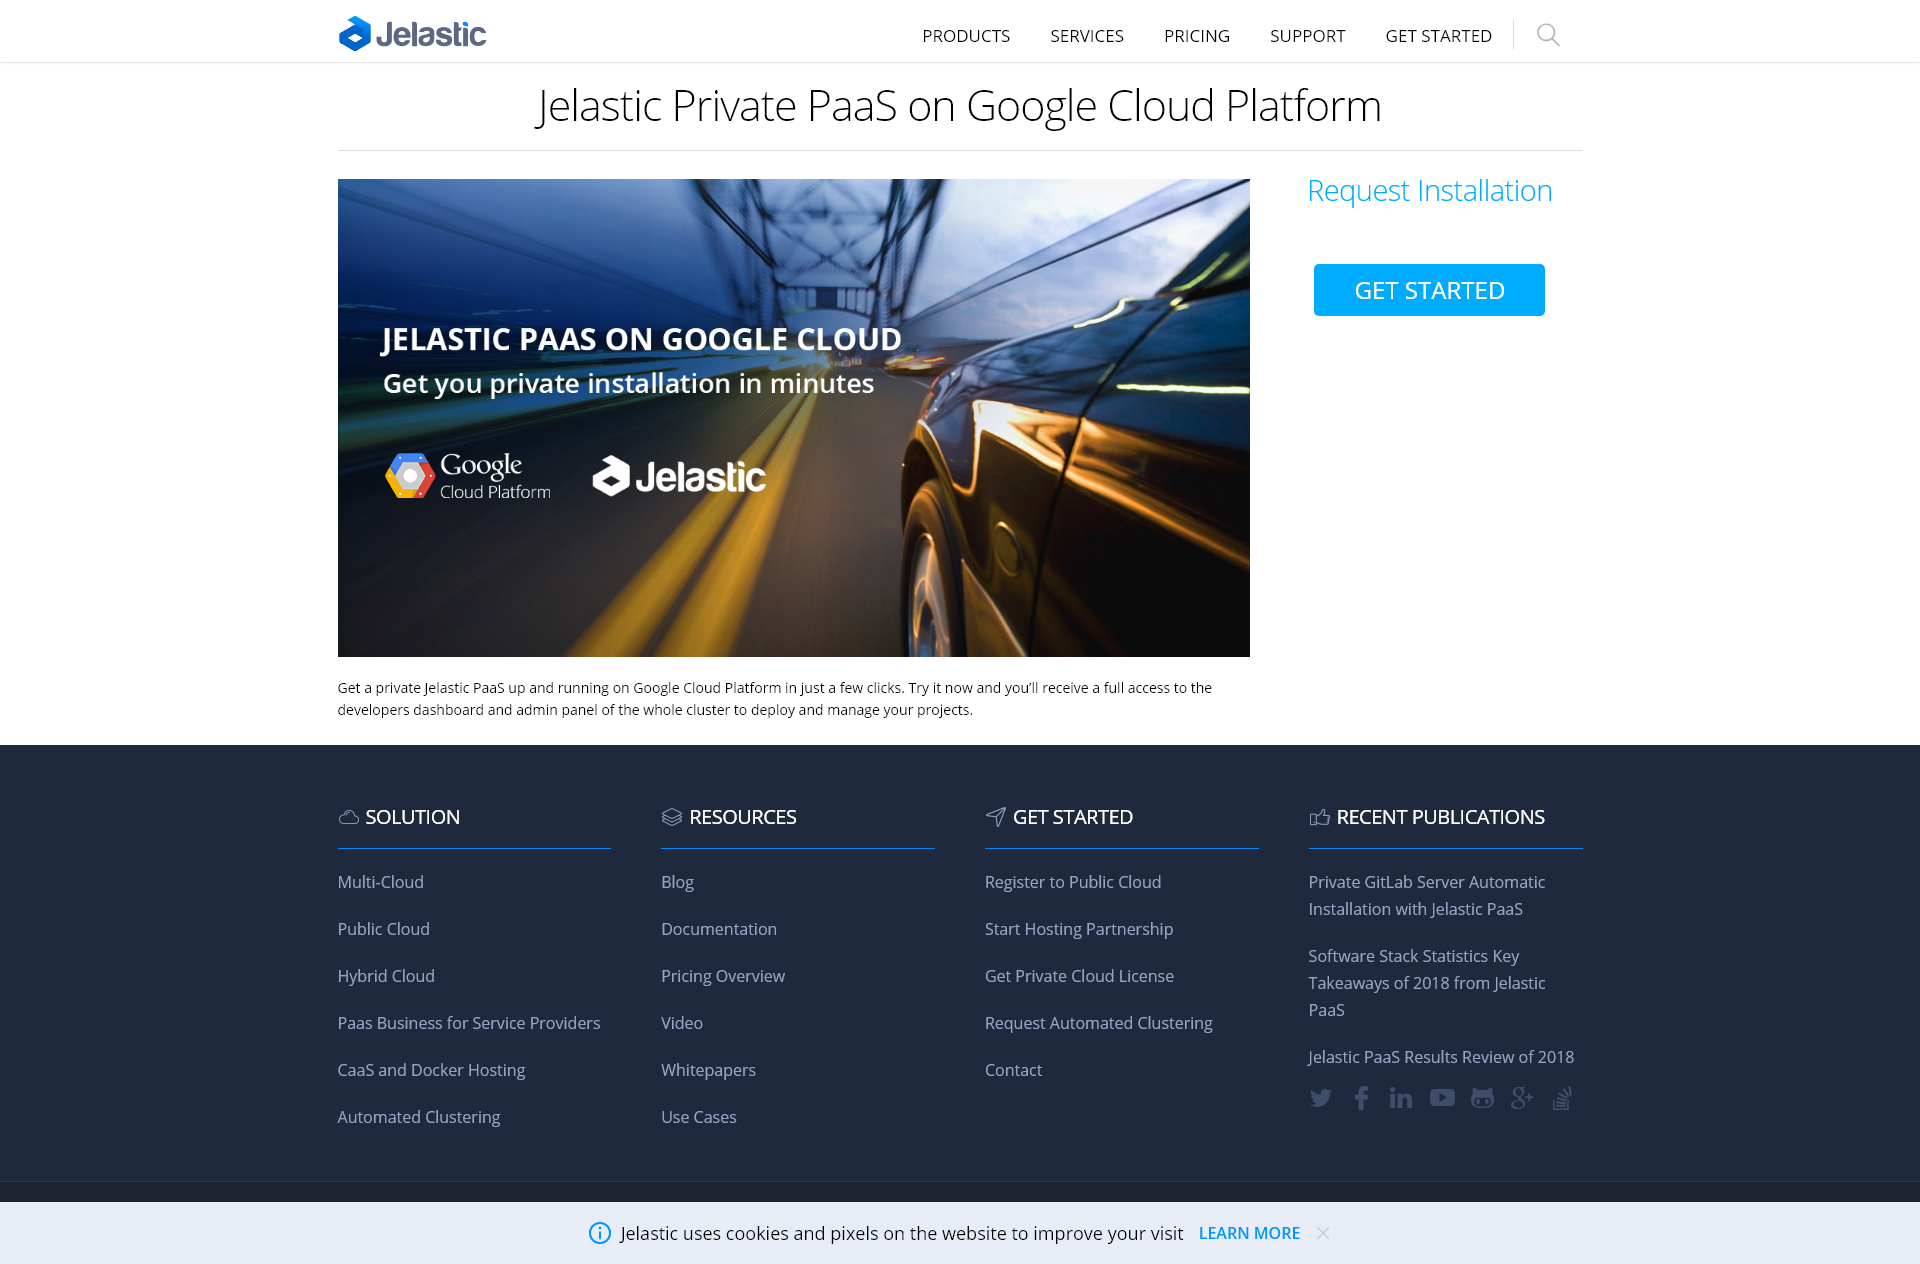 Jelastic
PRODUCTS
SERVICES
PRICING
SUPPORT
GET STARTED
Jelastic Private PaaS on Google Cloud Platform
JELASTIC PAAS ON GOOGLE CLOUD
Get you private installation in minutes
Google
Cloud Platform
Jelastic
Request Installation
GET STARTED
Get a private Jelastic PaaS up and running on Google Cloud Platform in just a few clicks. Try it now and you’ll receive a full access to the
developers dashboard and admin panel of the whole cluster to deploy and manage your projects.
SOLUTION
Multi-Cloud
Public Cloud
Hybrid Cloud
Paas Business for Service Providers
CaaS and Docker Hosting
Automated Clustering
RESOURCES
Blog
Documentation
Pricing Overview
Video
Whitepapers
Use Cases
GET STARTED
Register to Public Cloud
Start Hosting Partnership
Get Private Cloud License
Request Automated Clustering
Contact
RECENT PUBLICATIONS
Private GitLab Server Automatic
Installation with Jelastic PaaS
Software Stack Statistics Key
Takeaways of 2018 from Jelastic
PaaS
Jelastic PaaS Results Review of 2018
Jelastic uses cookies and pixels on the website to improve your visit
LEARN MORE